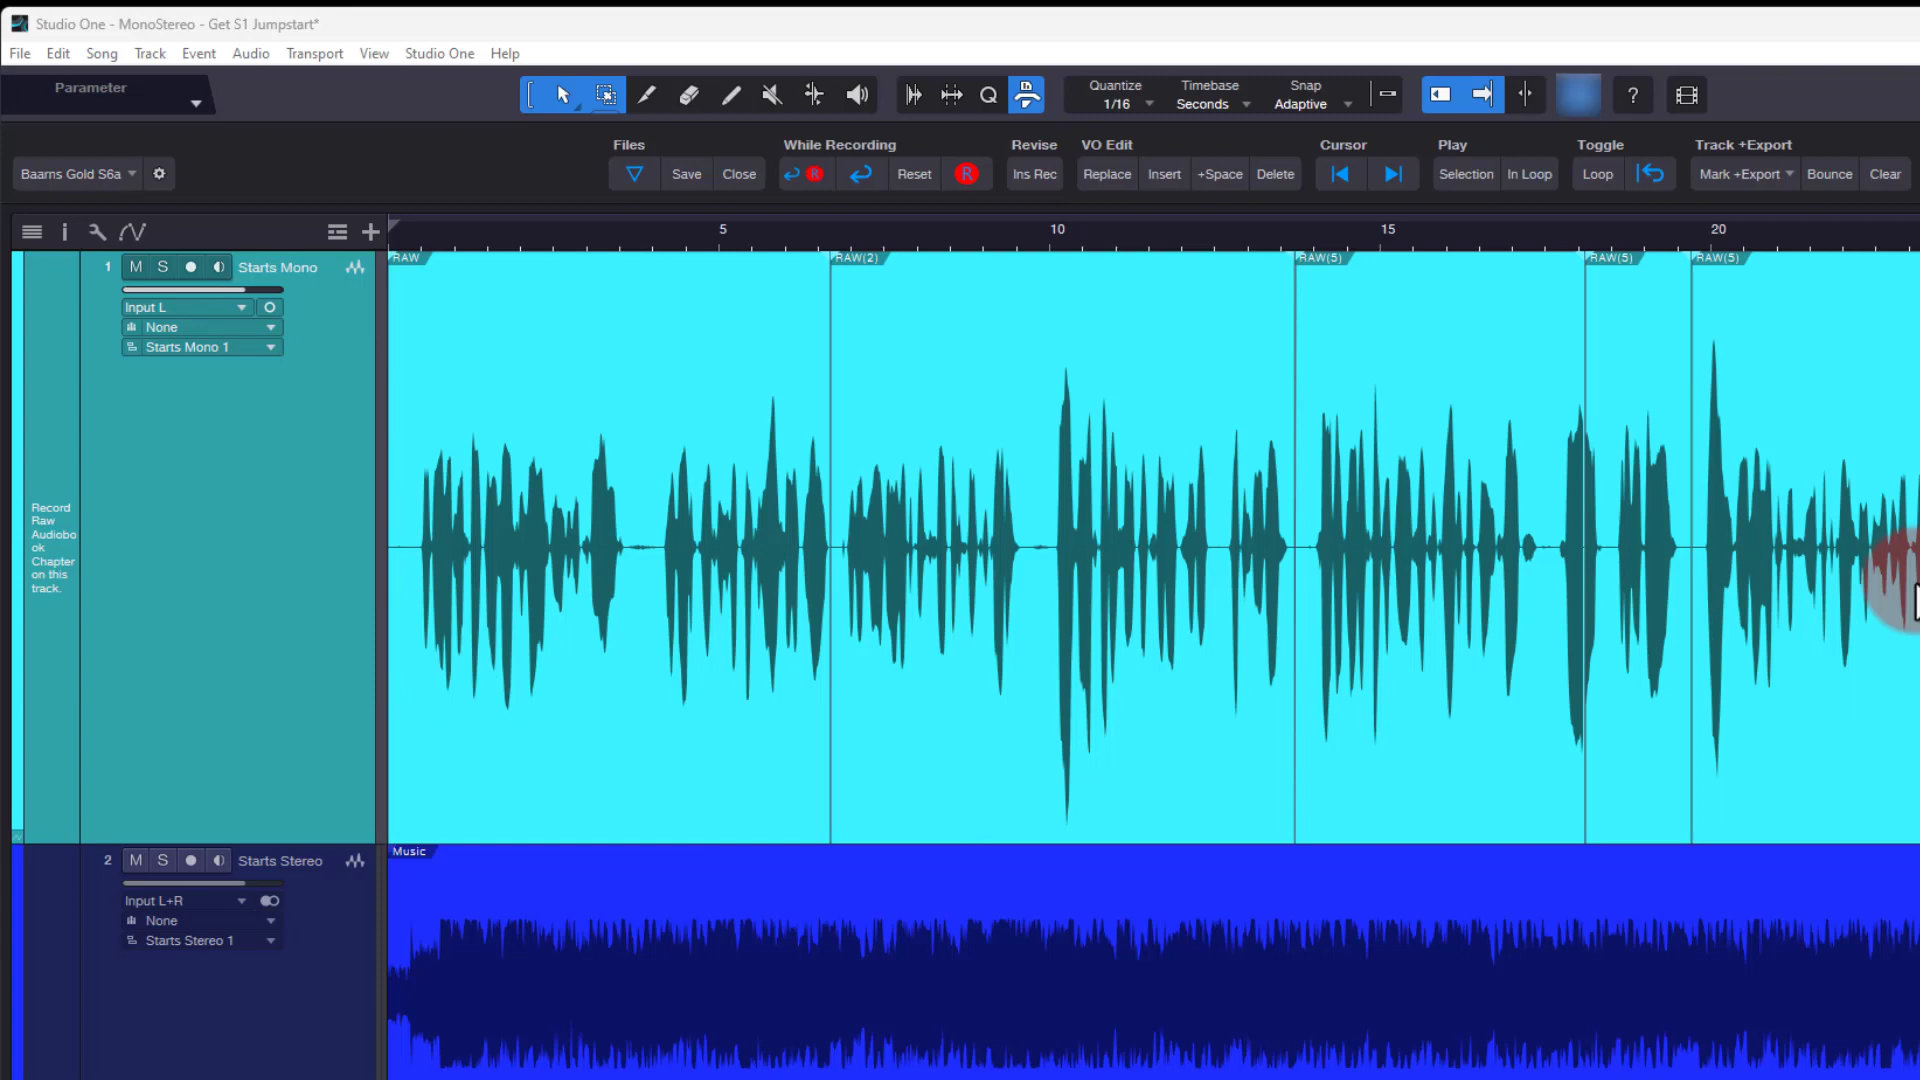 Studio One - MonoStereo - Get S1 Jumpstart*
File Edit Song Track Event Audio Transport View Studio One Help
Parameter
Quantize Timebase Snap
1/16 Seconds Adaptive
?
Files While Recording Revise VO Edit Cursor Play Toggle Track +Export
Baarns Gold S6a Save Close R Reset R Ins Rec Replace Insert +Space Delete Selection In Loop Loop Mark +Export Bounce Clear
5 10 15 20
RAW RAW(2) RAW(5) RAW(5) RAW(5)
1 M S Starts Mono
Input L
None
Starts Mono 1
Record
Raw
Audiobo
ok
Chapter
on this
track.
2 M S Starts Stereo
Music
Input L+R
None
Starts Stereo 1